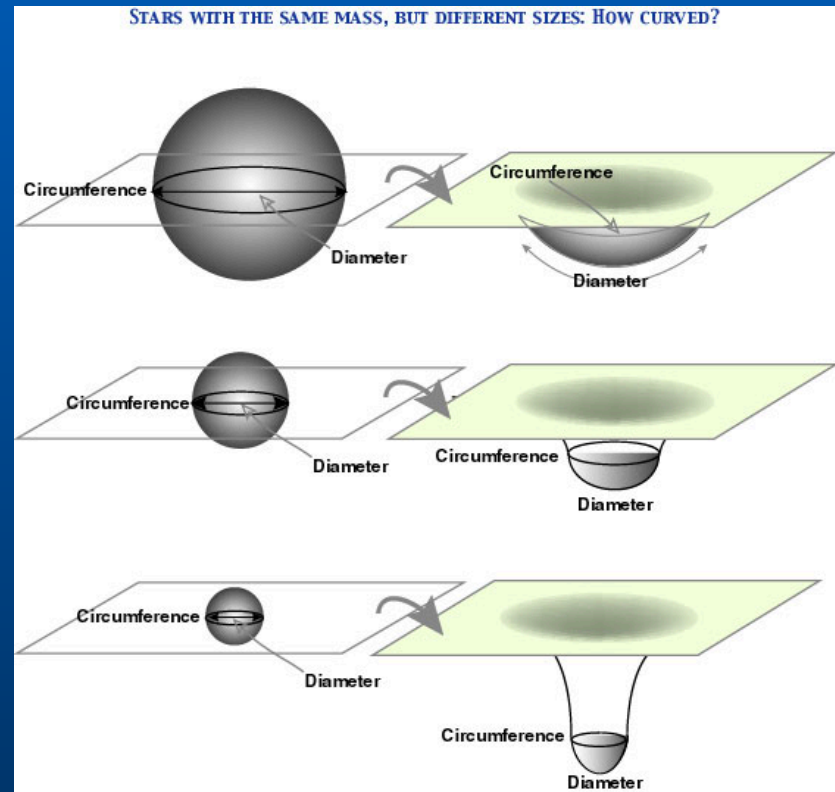 STARS WITH THE SAME MASS, BUT DIFFERENT SIZES: HOW CURVED?
Circumference
Diameter
Circumference
Diameter
Circumference
Diameter
Circumference
Diameter
Circumference
Diameter
Circumference
Diameter